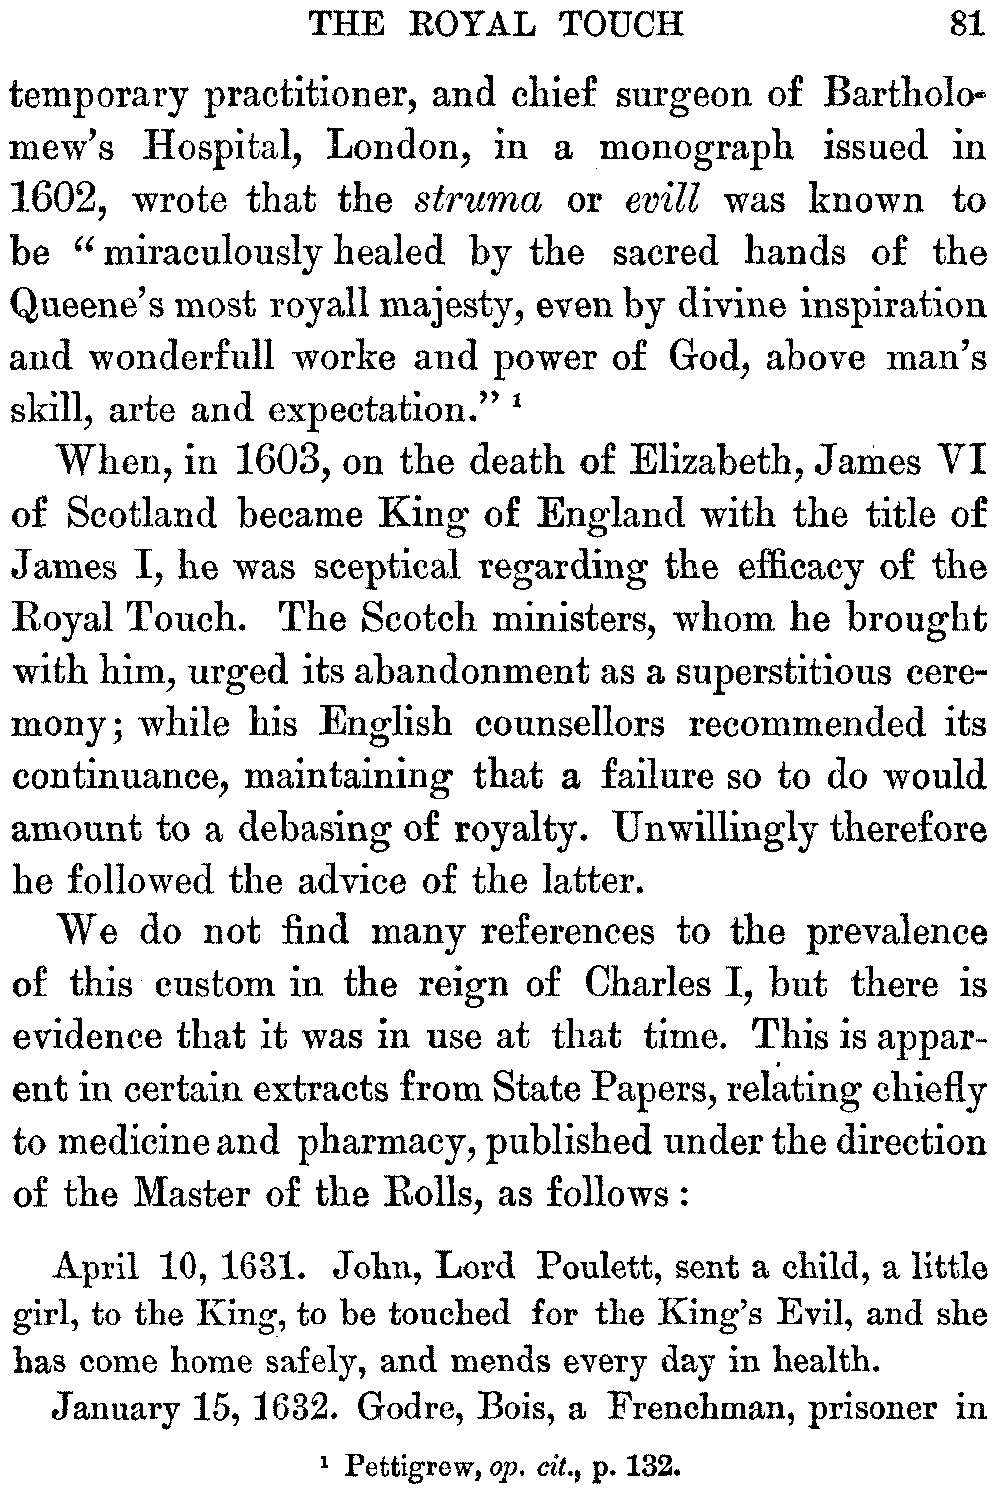 THE ROYAL TOUCH 81
temporary practitioner, and chief surgeon of Bartholo-
mew's Hospital, London, in a monograph issued in
1602, wrote that the struma or evill was known to
be "miraculously healed by the sacred hands of the
Queene's most royall majesty, even by divine inspiration
and wonderfull worke and power of God, above man's
skill, arte and expectation." ¹
When, in 1603, on the death of Elizabeth, James VI
of Scotland became King of England with the title of
James I, he was sceptical regarding the efficacy of the
Royal Touch. The Scotch ministers, whom he brought
with him, urged its abandonment as a superstitious cere-
mony; while his English counsellors recommended its
continuance, maintaining that a failure so to do would
amount to a debasing of royalty. Unwillingly therefore
he followed the advice of the latter.
We do not find many references to the prevalence
of this custom in the reign of Charles I, but there is
evidence that it was in use at that time. This is appar-
ent in certain extracts from State Papers, relating chiefly
to medicine and pharmacy, published under the direction
of the Master of the Rolls, as follows:
April 10, 1631. John, Lord Poulett, sent a child, a little
girl, to the King, to be touched for the King's Evil, and she
has come home safely, and mends every day in health.
January 15, 1632. Godre, Bois, a Frenchman, prisoner in
¹ Pettigrew, op. cit., p. 132.